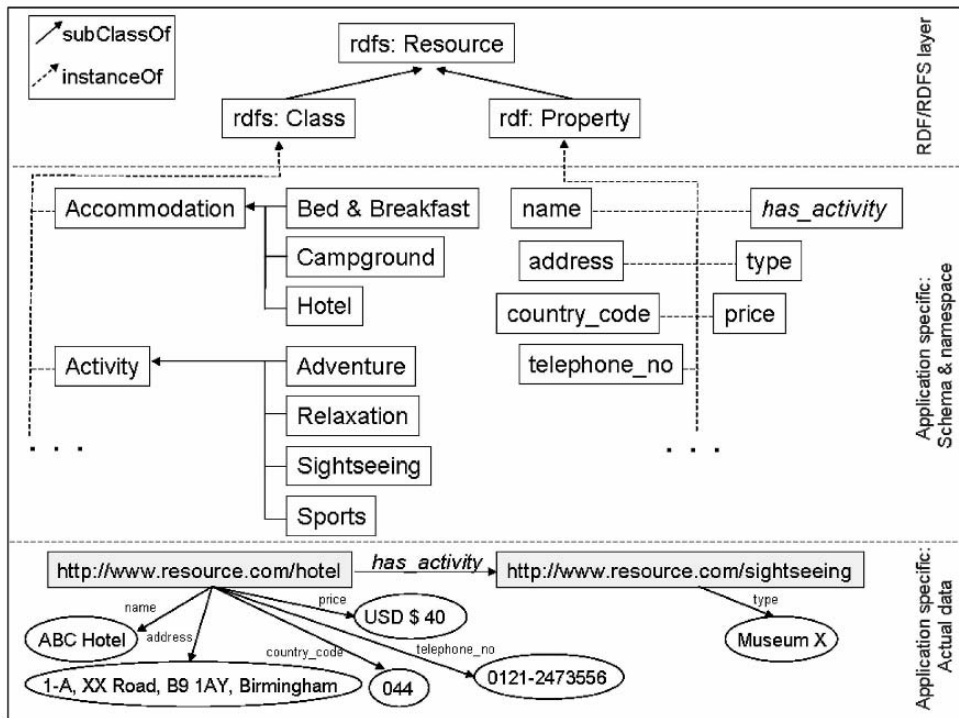 subClassOf
instanceOf
rdfs: Resource
rdfs: Class
rdf: Property
RDF/RDFS layer
Accommodation
Bed & Breakfast
Campground
Hotel
Activity
Adventure
Relaxation
Sightseeing
Sports
. . .
name
has_activity
address
type
country_code
price
telephone_no
. . .
Application specific:
Schema & namespace
http://www.resource.com/hotel
has_activity
http://www.resource.com/sightseeing
name
address
price
country_code
telephone_no
type
ABC Hotel
USD $ 40
Museum X
1-A, XX Road, B9 1AY, Birmingham
044
0121-2473556
Application specific:
Actual data